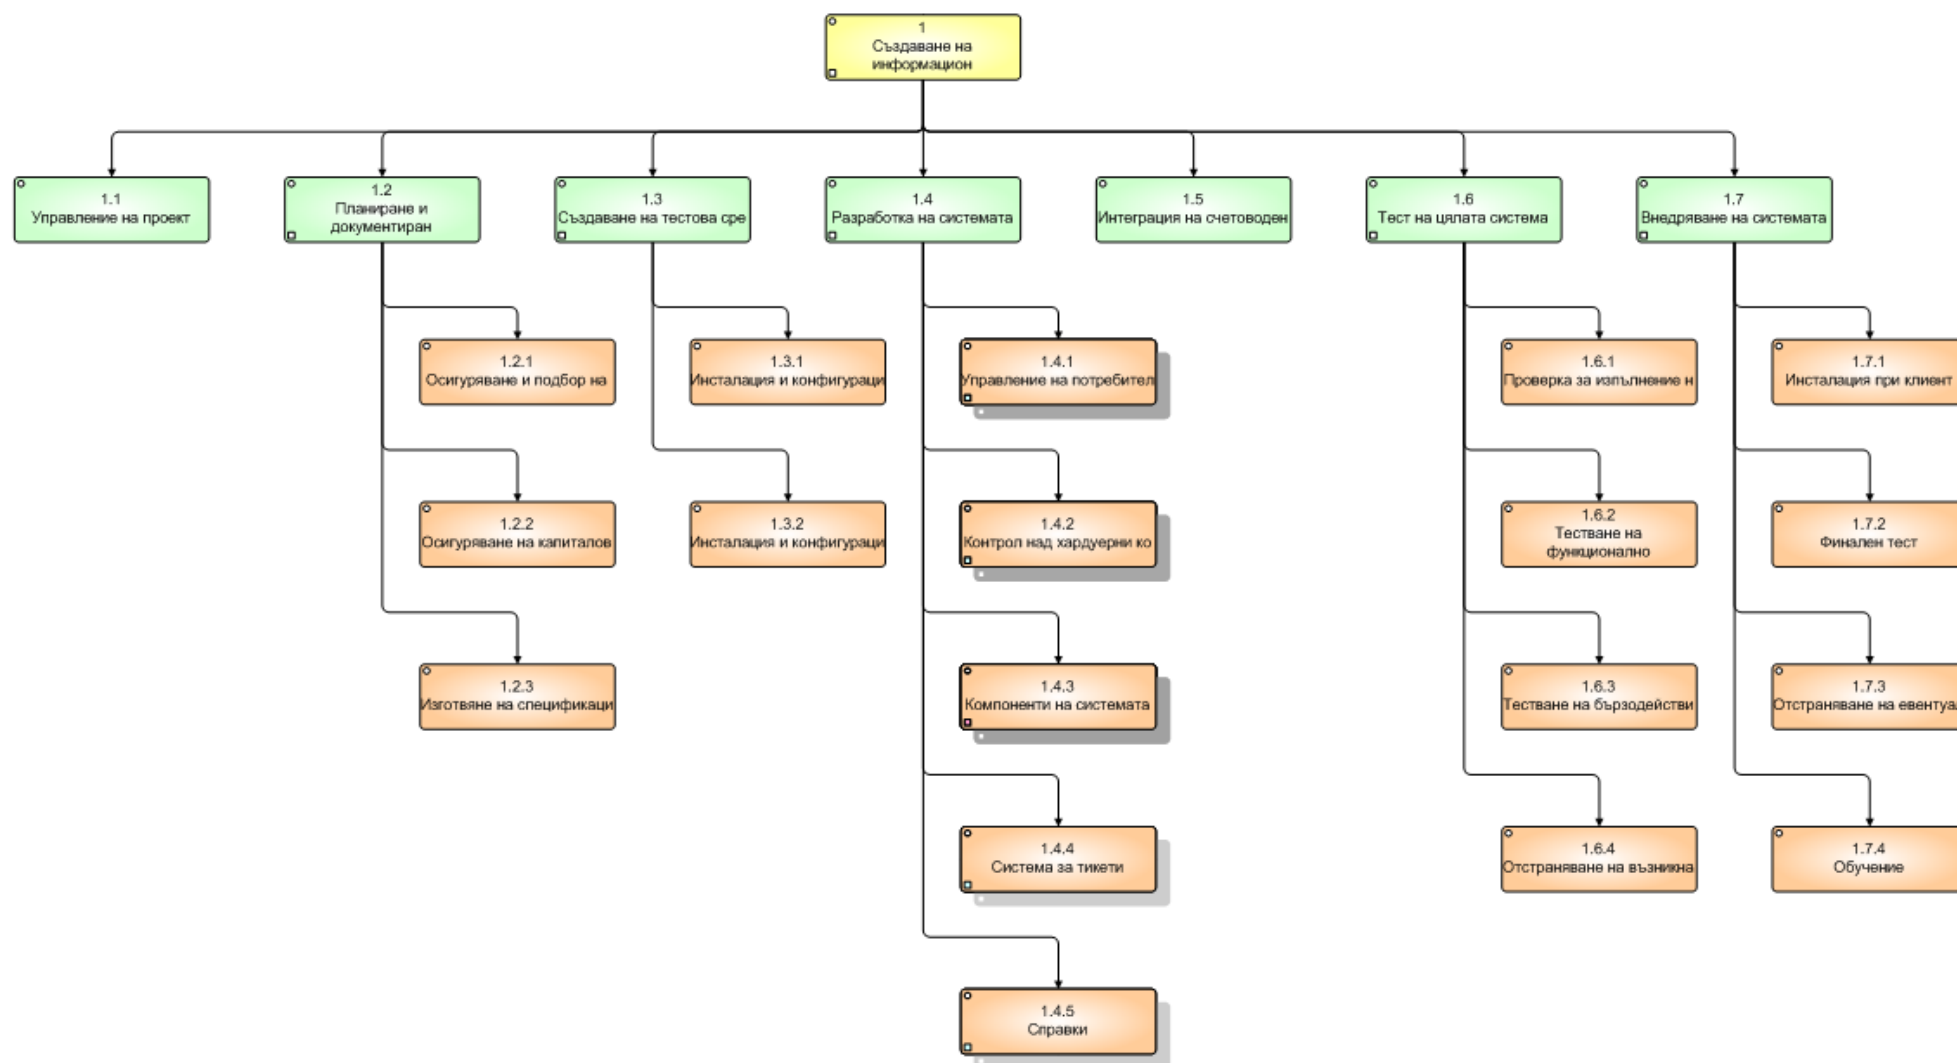 1
Създаване на
информацион
1.1
Управление на проект
1.2
Планиране и
документиран
1.3
Създаване на тестова сре
1.4
Разработка на системата
1.5
Интеграция на счетоводен
1.6
Тест на цялата система
1.7
Внедряване на системата
1.2.1
Осигуряване и подбор на
1.3.1
Инсталация и конфигураци
1.4.1
Управление на потребител
1.6.1
Проверка за изпълнение н
1.7.1
Инсталация при клиент
1.2.2
Осигуряване на капиталов
1.3.2
Инсталация и конфигураци
1.4.2
Контрол над хардуерни ко
1.6.2
Тестване на
функционално
1.7.2
Финален тест
1.2.3
Изготвяне на спецификаци
1.4.3
Компоненти на системата
1.6.3
Тестване на бързодействи
1.7.3
Отстраняване на евентуал
1.4.4
Система за тикети
1.6.4
Отстраняване на възникна
1.7.4
Обучение
1.4.5
Справки